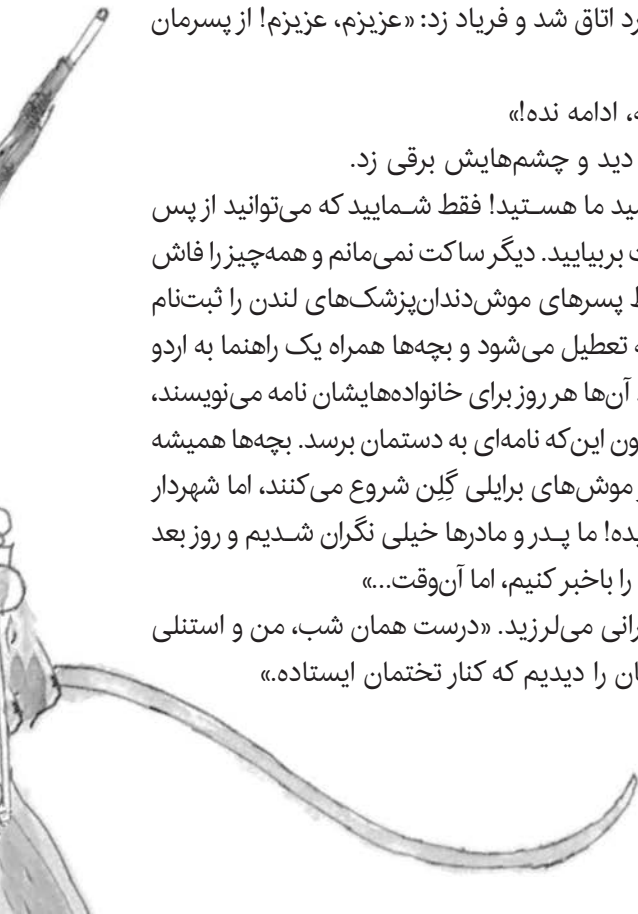 رد اتاق شد و فریاد زد: «عزیزم، عزیزم! از پسرمان
، ادامه نده!»
دید و چشم‌هایش برقی زد.
ید ما هستید! فقط شمایید که می‌توانید از پس
ت بربیایید. دیگر ساکت نمی‌مانم و همه‌چیز را فاش
ط پسرهای موش‌دندان‌پزشک‌های لندن را ثبت‌نام
ه تعطیل می‌شود و بچه‌ها همراه یک راهنما به اردو
آن‌ها هر روز برای خانواده‌هایشان نامه می‌نویسند،
ون این‌که نامه‌ای به دستمان برسد. بچه‌ها همیشه
موش‌های برایلی گِلِن شروع می‌کنند، اما شهردار
یده! ما پدر و مادرها خیلی نگران شدیم و روز بعد
را باخبر کنیم، اما آن‌وقت...»
رانی می‌لرزید. «درست همان شب، من و استنلی
ان را دیدیم که کنار تختمان ایستاده.»